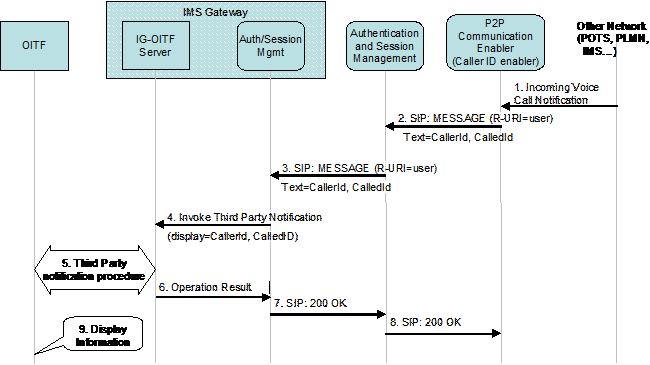 IMS Gateway
OITF
IG-OITF
Server
Auth/Session
Mgmt
Authentication
and Session
Management
P2P
Communication
Enabler
(Caller ID enabler)
Other Network
(POTS, PLMN,
IMS...)
1. Incoming Voice
Call Notification
2. SIP: MESSAGE (R-URI=user)
Text=CallerId, CalledId
3. SIP: MESSAGE (R-URI=user)
Text=CallerId, CalledId
4. Invoke Third Party Notification
(display=CallerId, CalledID)
5. Third Party
notification procedure
6. Operation Result
7. SIP: 200 OK
8. SIP: 200 OK
9. Display
Information